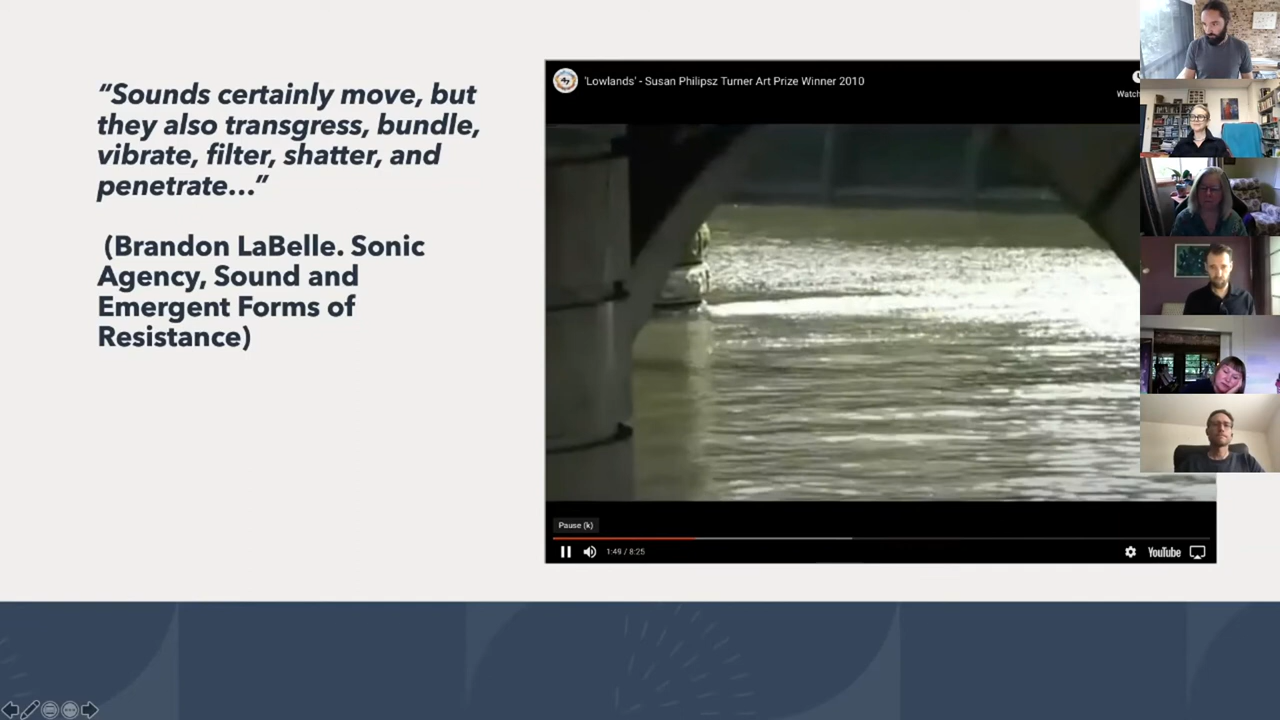 “Sounds certainly move, but
they also transgress, bundle,
vibrate, filter, shatter, and
penetrate…”
(Brandon LaBelle. Sonic
Agency, Sound and
Emergent Forms of
Resistance)
'Lowlands' - Susan Philipsz Turner Art Prize Winner 2010
Watch
Pause (k)
1:49 / 8:25
YouTube